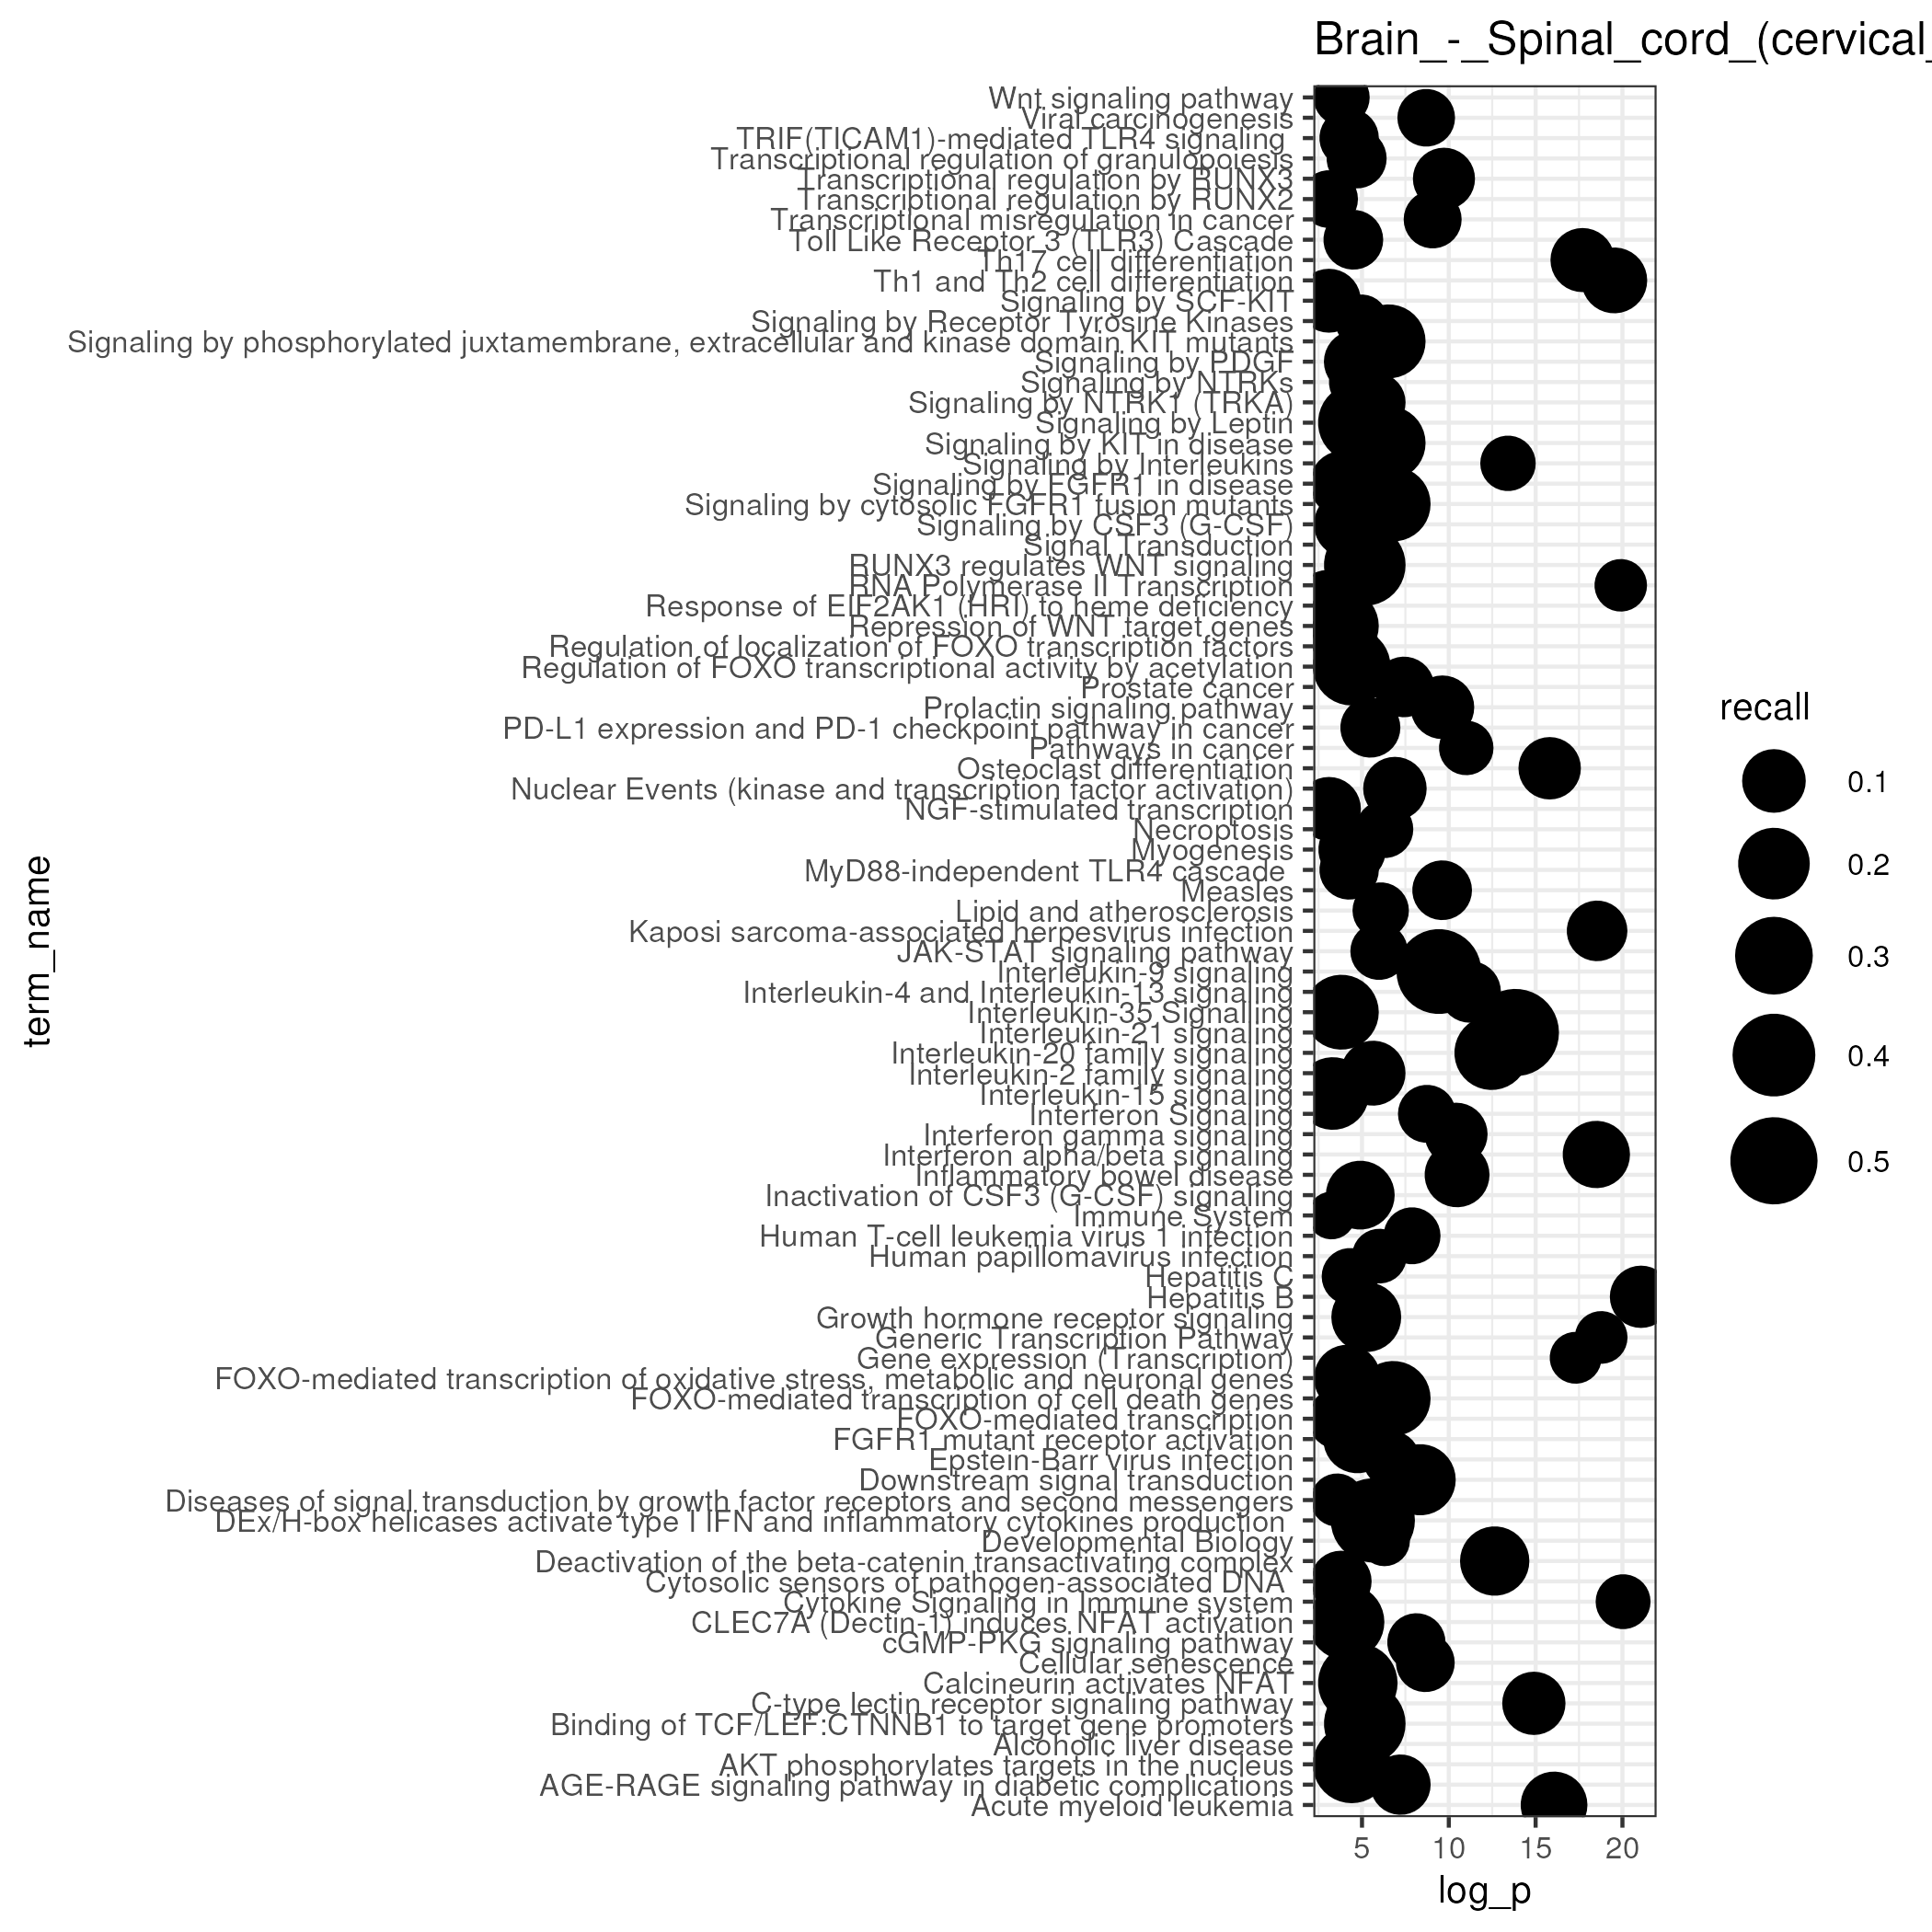 Brain_-_Spinal_cord_(cervical_
Wnt signaling pathway
Viral carcinogenesis
TRIF(TICAM1)-mediated TLR4 signaling
Transcriptional regulation of granulopoiesis
Transcriptional regulation by RUNX3
Transcriptional regulation by RUNX2
Transcriptional misregulation in cancer
Toll Like Receptor 3 (TLR3) Cascade
Th17 cell differentiation
Th1 and Th2 cell differentiation
Signaling by SCF-KIT
Signaling by Receptor Tyrosine Kinases
Signaling by phosphorylated juxtamembrane, extracellular and kinase domain KIT mutants
Signaling by PDGF
Signaling by NTRKs
Signaling by NTRK1 (TRKA)
Signaling by Leptin
Signaling by KIT in disease
Signaling by Interleukins
Signaling by FGFR1 in disease
Signaling by cytosolic FGFR1 fusion mutants
Signaling by CSF3 (G-CSF)
Signal Transduction
RUNX3 regulates WNT signaling
RNA Polymerase II Transcription
Response of EIF2AK1 (HRI) to heme deficiency
Repression of WNT target genes
Regulation of localization of FOXO transcription factors
Regulation of FOXO transcriptional activity by acetylation
Prostate cancer
Prolactin signaling pathway
PD-L1 expression and PD-1 checkpoint pathway in cancer
Pathways in cancer
Osteoclast differentiation
Nuclear Events (kinase and transcription factor activation)
NGF-stimulated transcription
Necroptosis
Myogenesis
MyD88-independent TLR4 cascade
Measles
Lipid and atherosclerosis
Kaposi sarcoma-associated herpesvirus infection
JAK-STAT signaling pathway
Interleukin-9 signaling
Interleukin-4 and Interleukin-13 signaling
Interleukin-35 Signalling
Interleukin-21 signaling
Interleukin-20 family signaling
Interleukin-2 family signaling
Interleukin-15 signaling
Interferon Signaling
Interferon gamma signaling
Interferon alpha/beta signaling
Inflammatory bowel disease
Inactivation of CSF3 (G-CSF) signaling
Immune System
Human T-cell leukemia virus 1 infection
Human papillomavirus infection
Hepatitis C
Hepatitis B
Growth hormone receptor signaling
Generic Transcription Pathway
Gene expression (Transcription)
FOXO-mediated transcription of oxidative stress, metabolic and neuronal genes
FOXO-mediated transcription of cell death genes
FOXO-mediated transcription
FGFR1 mutant receptor activation
Epstein-Barr virus infection
Downstream signal transduction
Diseases of signal transduction by growth factor receptors and second messengers
DEx/H-box helicases activate type I IFN and inflammatory cytokines production
Developmental Biology
Deactivation of the beta-catenin transactivating complex
Cytosolic sensors of pathogen-associated DNA
Cytokine Signaling in Immune system
CLEC7A (Dectin-1) induces NFAT activation
cGMP-PKG signaling pathway
Cellular senescence
Calcineurin activates NFAT
C-type lectin receptor signaling pathway
Binding of TCF/LEF:CTNNB1 to target gene promoters
Alcoholic liver disease
AKT phosphorylates targets in the nucleus
AGE-RAGE signaling pathway in diabetic complications
Acute myeloid leukemia
term_name
5 10 15 20
log_p
recall
0.1
0.2
0.3
0.4
0.5